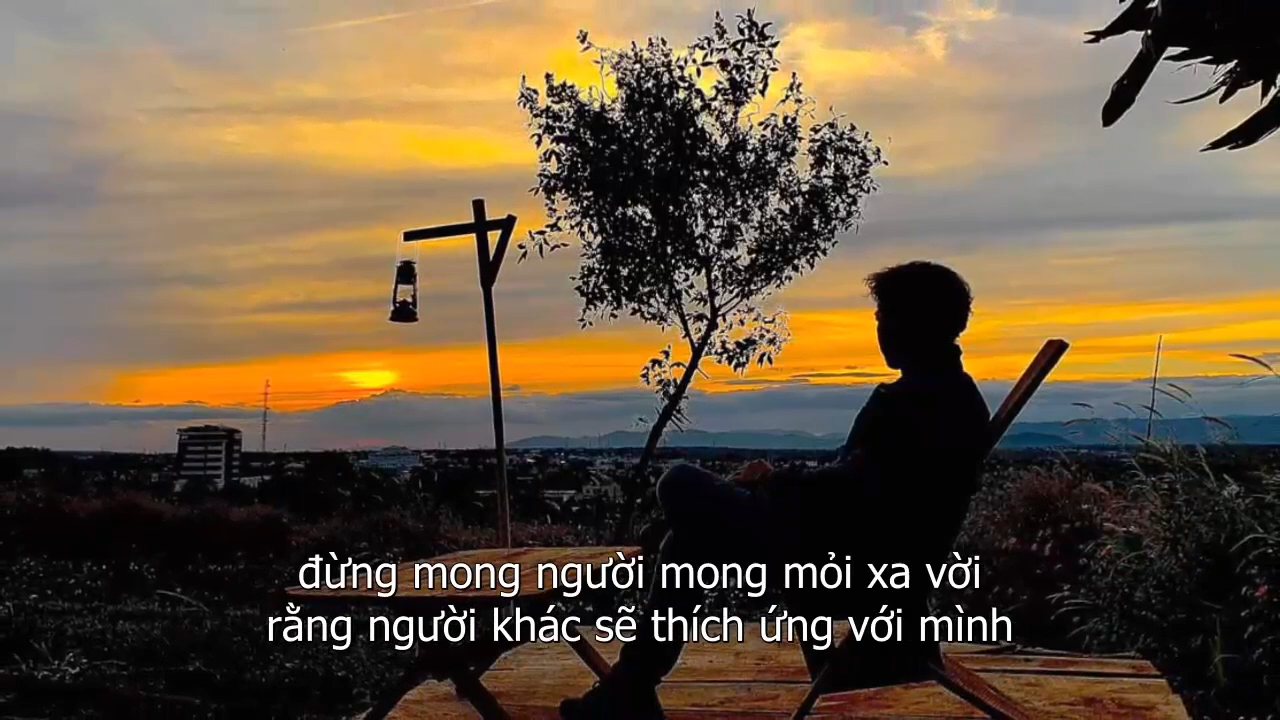 đừng mong người mong mỏi xa vời
rằng người khác sẽ thích ứng với mình